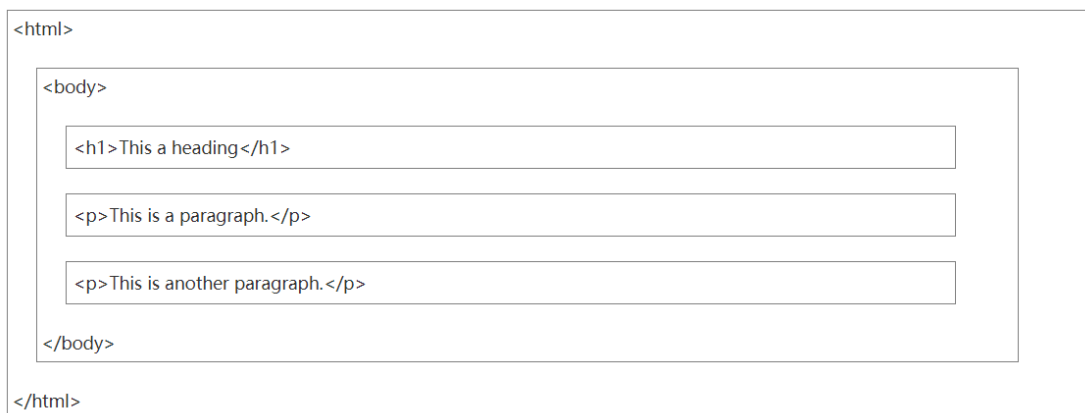 <html>
<body>
<h1>This a heading</h1>
<p>This is a paragraph.</p>
<p>This is another paragraph.</p>
</body>
</html>